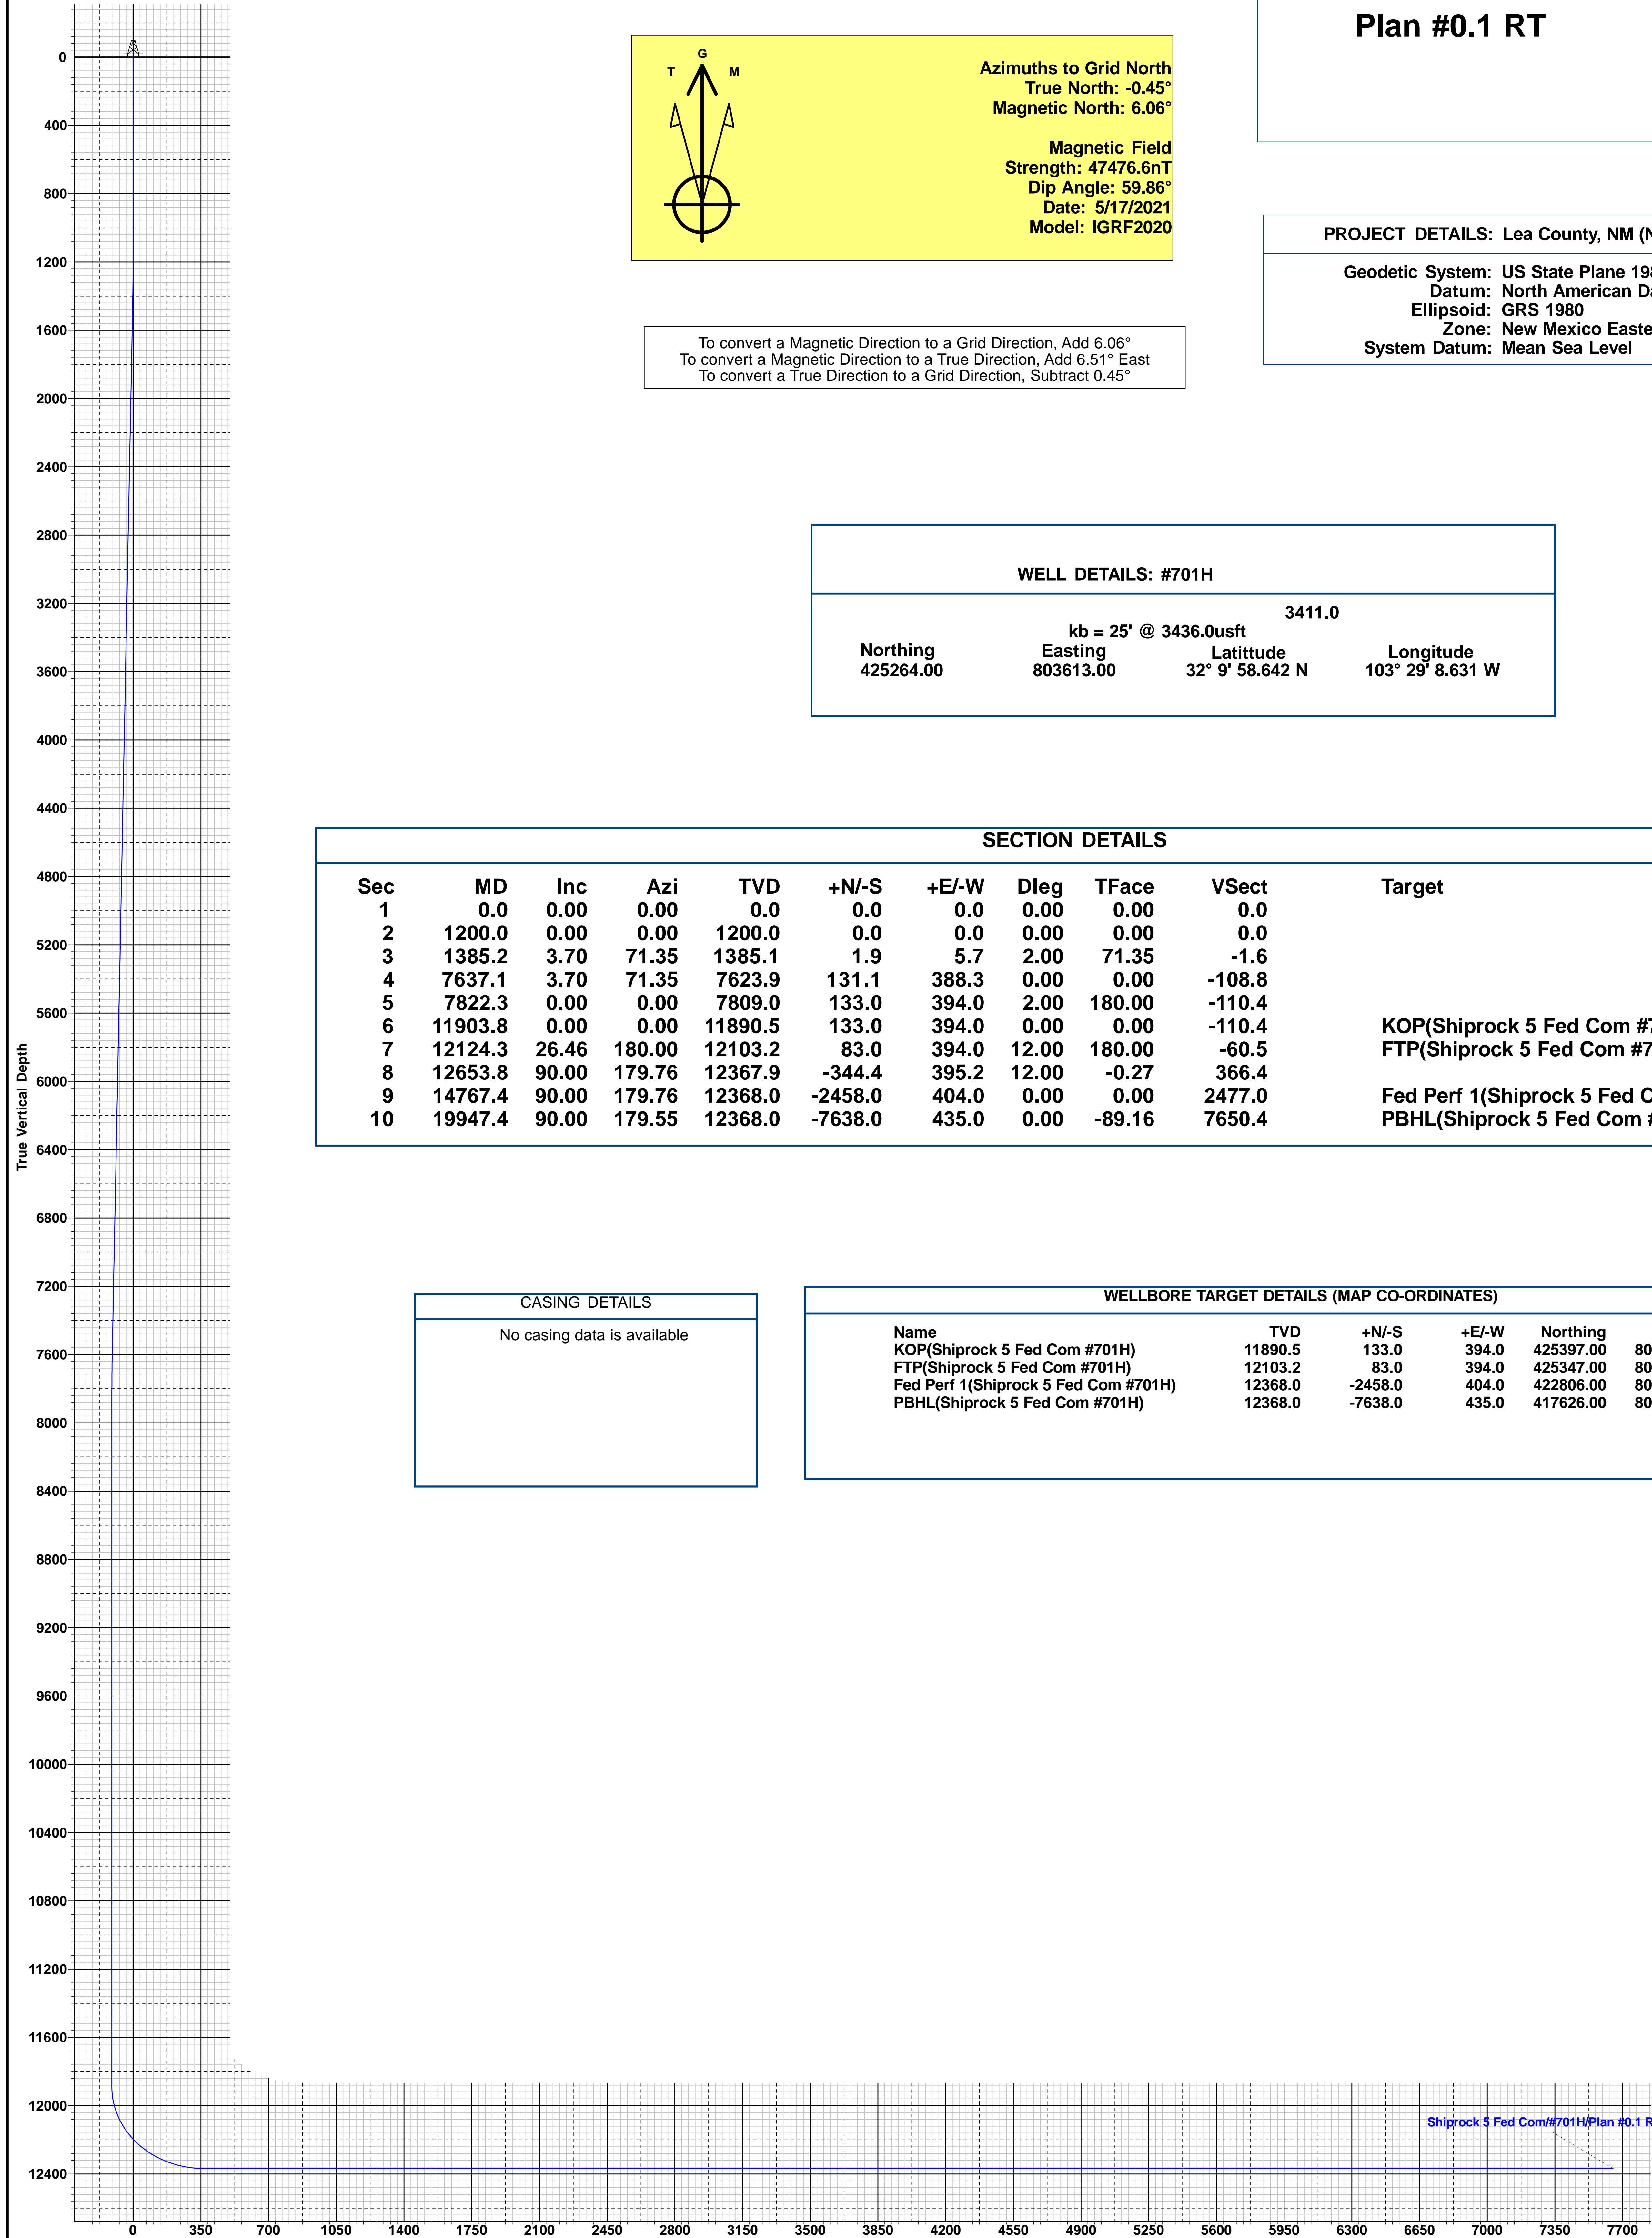 Plan #0.1 RT
T G M
Azimuths to Grid North
True North: -0.45°
Magnetic North: 6.06°
Magnetic Field
Strength: 47476.6nT
Dip Angle: 59.86°
Date: 5/17/2021
Model: IGRF2020
To convert a Magnetic Direction to a Grid Direction, Add 6.06°
To convert a Magnetic Direction to a True Direction, Add 6.51° East
To convert a True Direction to a Grid Direction, Subtract 0.45°
PROJECT DETAILS: Lea County, NM (N
Geodetic System: US State Plane 198
Datum: North American Da
Ellipsoid: GRS 1980
Zone: New Mexico Easte
System Datum: Mean Sea Level
WELL DETAILS: #701H
3411.0
kb = 25' @ 3436.0usft
Northing Easting Latittude Longitude
425264.00 803613.00 32° 9' 58.642 N 103° 29' 8.631 W
SECTION DETAILS
Sec MD Inc Azi TVD +N/-S +E/-W Dleg TFace VSect Target
1 0.0 0.00 0.00 0.0 0.0 0.0 0.00 0.00 0.0
2 1200.0 0.00 0.00 1200.0 0.0 0.0 0.00 0.00 0.0
3 1385.2 3.70 71.35 1385.1 1.9 5.7 2.00 71.35 -1.6
4 7637.1 3.70 71.35 7623.9 131.1 388.3 0.00 0.00 -108.8
5 7822.3 0.00 0.00 7809.0 133.0 394.0 2.00 180.00 -110.4
6 11903.8 0.00 0.00 11890.5 133.0 394.0 0.00 0.00 -110.4 KOP(Shiprock 5 Fed Com #7
7 12124.3 26.46 180.00 12103.2 83.0 394.0 12.00 180.00 -60.5 FTP(Shiprock 5 Fed Com #7
8 12653.8 90.00 179.76 12367.9 -344.4 395.2 12.00 -0.27 366.4
9 14767.4 90.00 179.76 12368.0 -2458.0 404.0 0.00 0.00 2477.0 Fed Perf 1(Shiprock 5 Fed C
10 19947.4 90.00 179.55 12368.0 -7638.0 435.0 0.00 -89.16 7650.4 PBHL(Shiprock 5 Fed Com #
CASING DETAILS
No casing data is available
WELLBORE TARGET DETAILS (MAP CO-ORDINATES)
Name TVD +N/-S +E/-W Northing
KOP(Shiprock 5 Fed Com #701H) 11890.5 133.0 394.0 425397.00 80
FTP(Shiprock 5 Fed Com #701H) 12103.2 83.0 394.0 425347.00 80
Fed Perf 1(Shiprock 5 Fed Com #701H) 12368.0 -2458.0 404.0 422806.00 80
PBHL(Shiprock 5 Fed Com #701H) 12368.0 -7638.0 435.0 417626.00 80
True Vertical Depth
0
400
800
1200
1600
2000
2400
2800
3200
3600
4000
4400
4800
5200
5600
6000
6400
6800
7200
7600
8000
8400
8800
9200
9600
10000
10400
10800
11200
11600
12000
12400
Shiprock 5 Fed Com/#701H/Plan #0.1 R
0 350 700 1050 1400 1750 2100 2450 2800 3150 3500 3850 4200 4550 4900 5250 5600 5950 6300 6650 7000 7350 7700